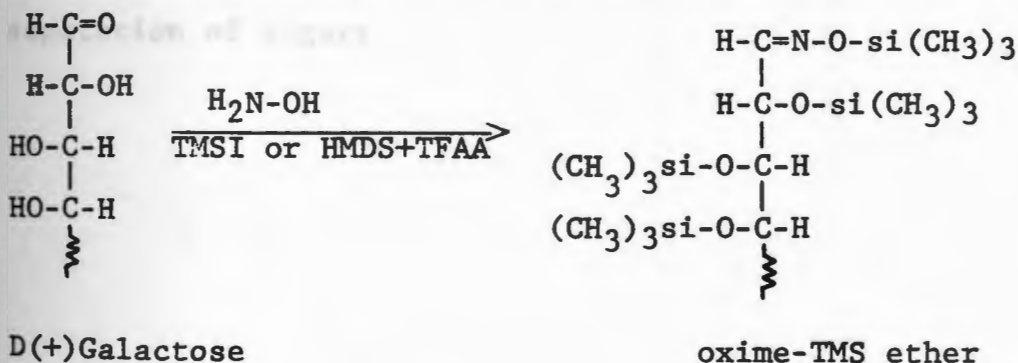 H-C=O
H-C-OH
HO-C-H
HO-C-H
H₂N-OH
TMSI or HMDS+TFAA
H-C=N-O-si(CH₃)₃
H-C-O-si(CH₃)₃
(CH₃)₃si-O-C-H
(CH₃)₃si-O-C-H
D(+)Galactose
oxime-TMS ether